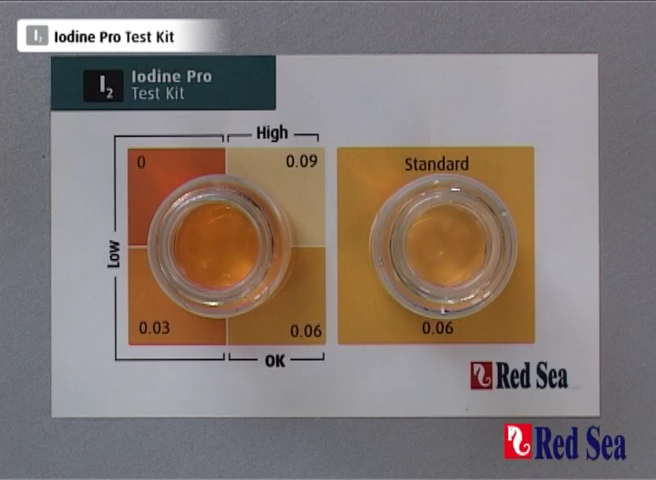 I₂ Iodine Pro Test Kit
I₂ Iodine Pro
Test Kit
High
0
0.09
Low
0.03
0.06
OK
Standard
0.06
Red Sea
Red Sea